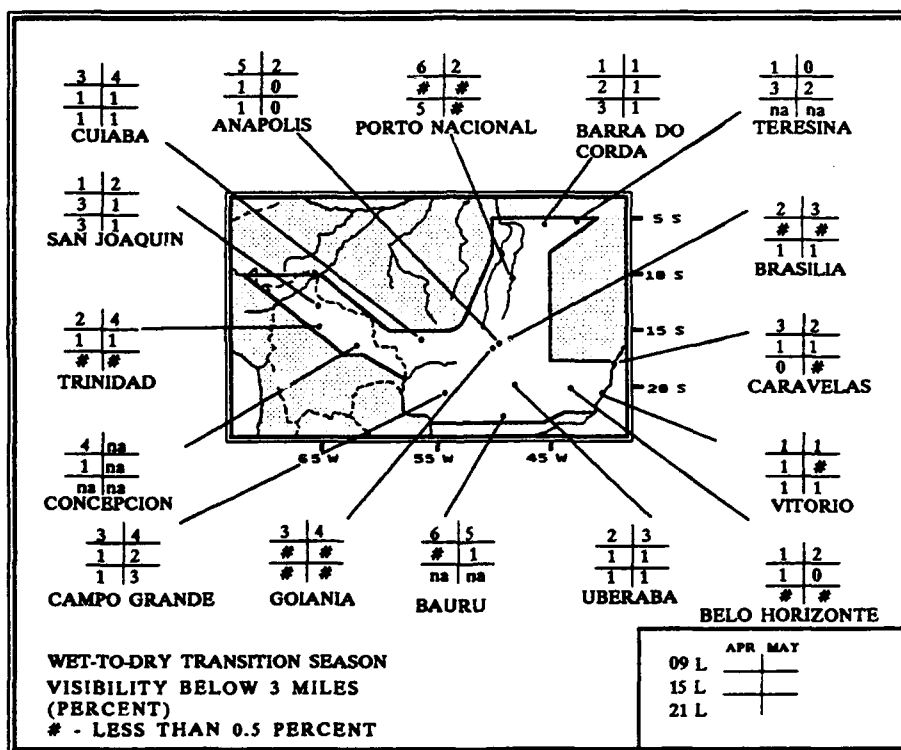 3 4
1 1
1 1
CUIABA
5 2
1 0
1 0
ANAPOLIS
6 2
# #
5 #
PORTO NACIONAL
1 1
2 1
3 1
BARRA DO
CORDA
1 0
3 2
na na
TERESINA
1 2
3 1
3 1
SAN JOAQUIN
2 3
# #
1 1
BRASILIA
2 4
1 1
# #
TRINIDAD
3 2
1 1
0 #
CARAVELAS
5 S
10 S
15 S
20 S
65 W
55 W
45 W
4 na
1 na
na na
CONCEPCION
1 1
1 #
1 1
VITORIO
3 4
1 2
1 3
CAMPO GRANDE
3 4
# #
# #
GOIANIA
6 5
# 1
na na
BAURU
2 3
1 1
1 1
UBERABA
1 2
1 0
# #
BELO HORIZONTE
WET-TO-DRY TRANSITION SEASON
VISIBILITY BELOW 3 MILES
(PERCENT)
# - LESS THAN 0.5 PERCENT
APR MAY
09 L
15 L
21 L